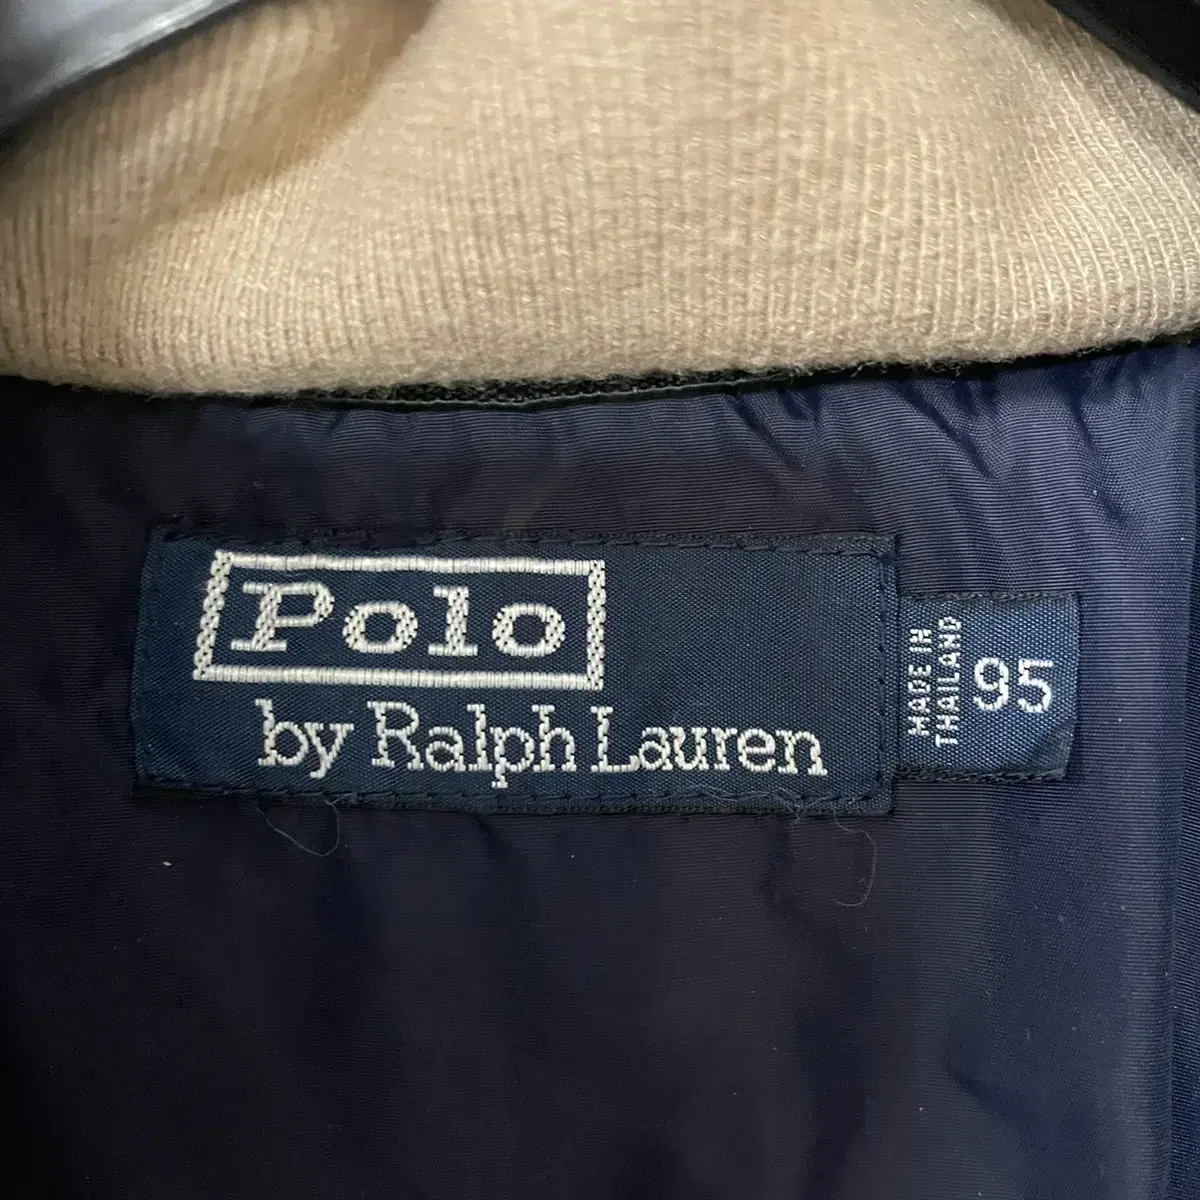 Polo
by Ralph Lauren
MADE IN
THAILAND
95